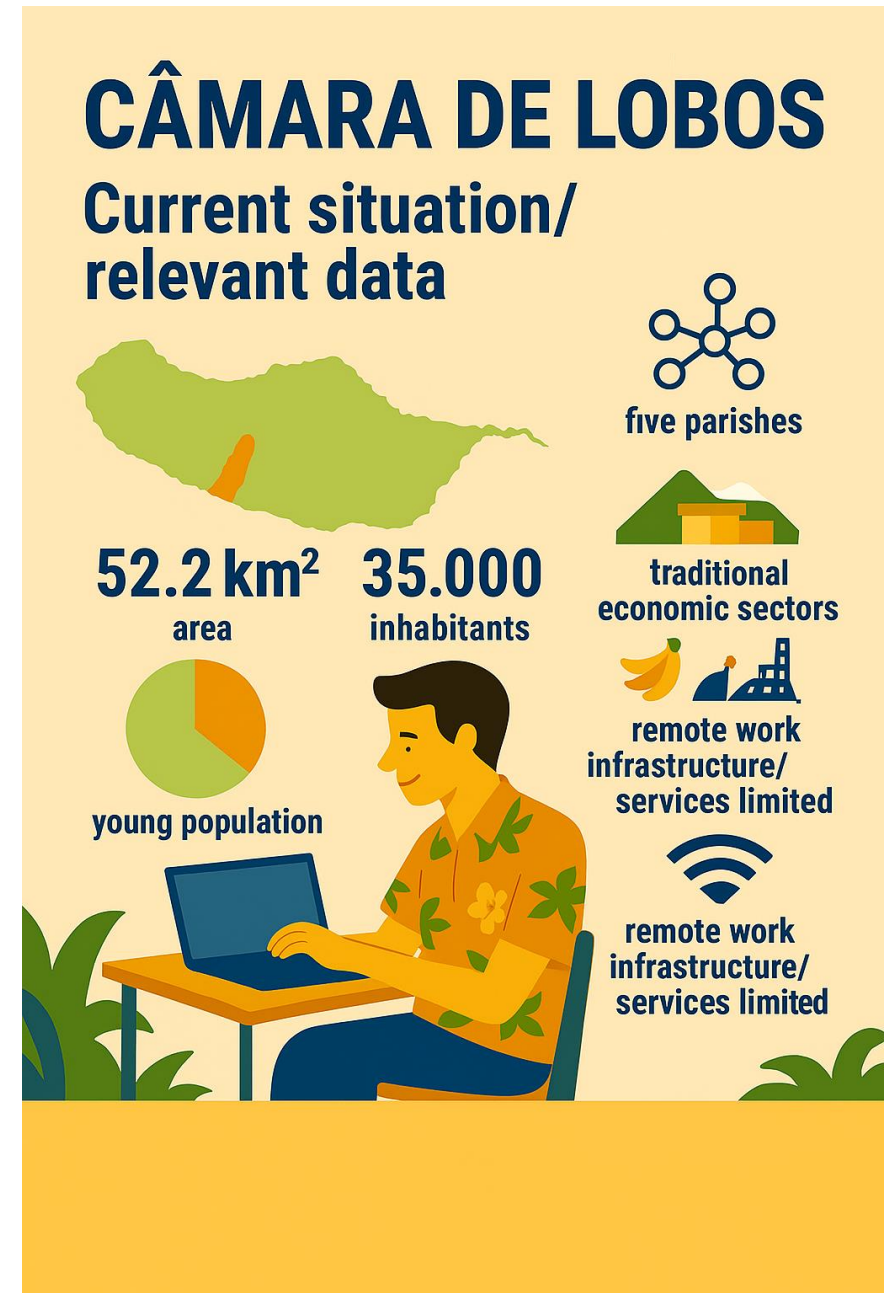 CÂMARA DE LOBOS
Current situation/
relevant data
five parishes
traditional
economic sectors
52.2 km²
area
35.000
inhabitants
remote work
infrastructure/
services limited
young population
remote work
infrastructure/
services limited